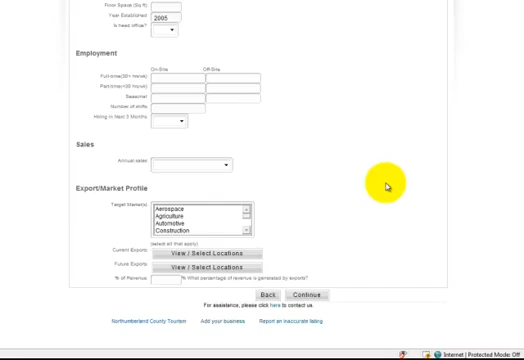 Floor Space (Sq Ft)
Year Established 2005
Is head office?
Employment
On-Site Off-Site
Full-time(30+ hours)
Part-time(<30 hours)
Seasonal
Number of shifts
Hiring in Next 3 Months
Sales
Annual sales
Export/Market Profile
Target Market(s)
Aerospace
Agriculture
Automotive
Construction
(select all that apply)
Current Exports View / Select Locations
Future Exports View / Select Locations
% of Revenue % What percentage of revenue is generated by exports?
Back Continue
For assistance, please click here to contact us.
Northumberland County Tourism Add your business Report an inaccurate listing
Internet | Protected Mode: Off